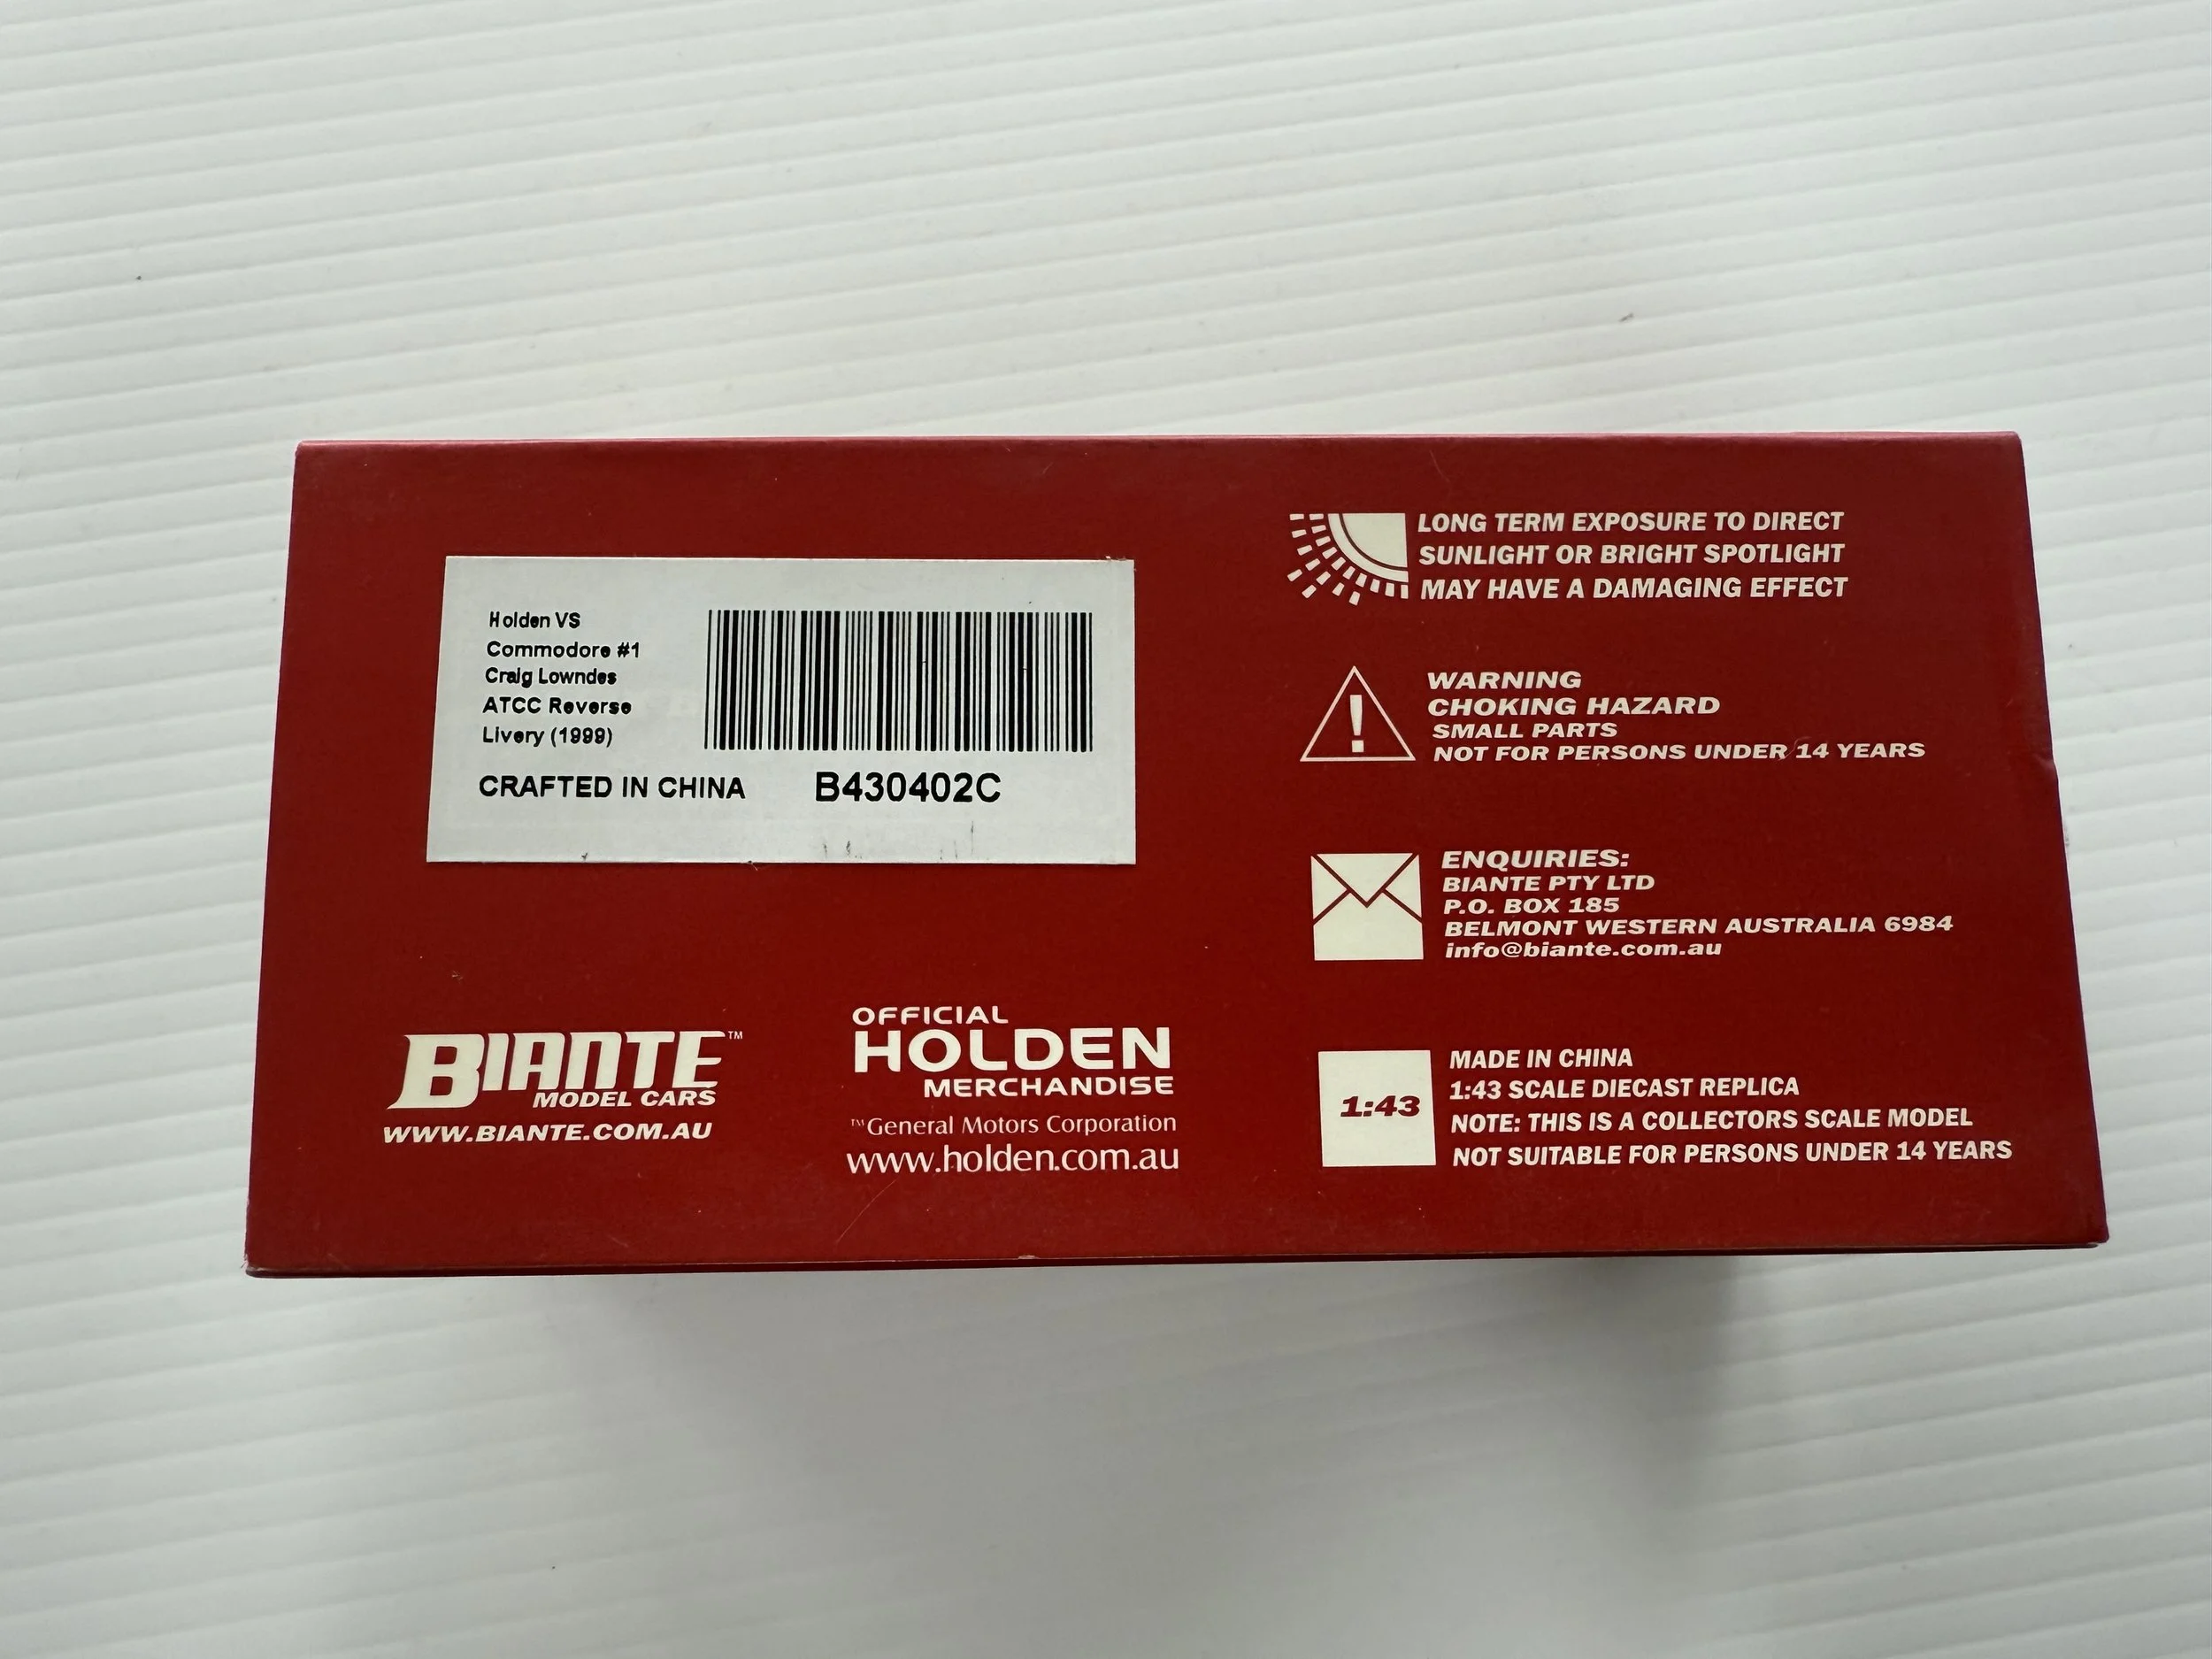 Holden VS
Commodore #1
Craig Lowndes
ATCC Reverse
Livery (1999)
CRAFTED IN CHINA B430402C
BIANTE™
MODEL CARS
WWW.BIANTE.COM.AU
OFFICIAL
HOLDEN
MERCHANDISE
™General Motors Corporation
www.holden.com.au
LONG TERM EXPOSURE TO DIRECT
SUNLIGHT OR BRIGHT SPOTLIGHT
MAY HAVE A DAMAGING EFFECT
WARNING
CHOKING HAZARD
SMALL PARTS
NOT FOR PERSONS UNDER 14 YEARS
ENQUIRIES:
BIANTE PTY LTD
P.O. BOX 185
BELMONT WESTERN AUSTRALIA 6984
info@biante.com.au
1:43
MADE IN CHINA
1:43 SCALE DIECAST REPLICA
NOTE: THIS IS A COLLECTORS SCALE MODEL
NOT SUITABLE FOR PERSONS UNDER 14 YEARS